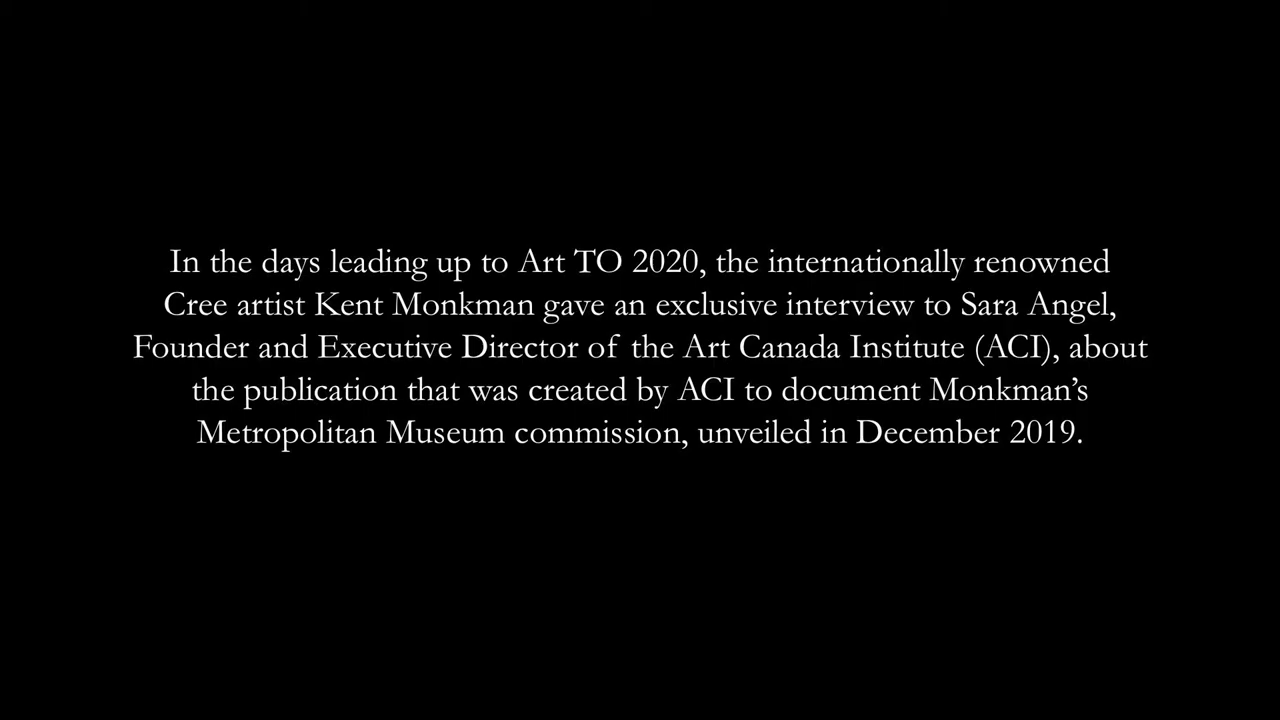 In the days leading up to Art TO 2020, the internationally renowned
Cree artist Kent Monkman gave an exclusive interview to Sara Angel,
Founder and Executive Director of the Art Canada Institute (ACI), about
the publication that was created by ACI to document Monkman’s
Metropolitan Museum commission, unveiled in December 2019.